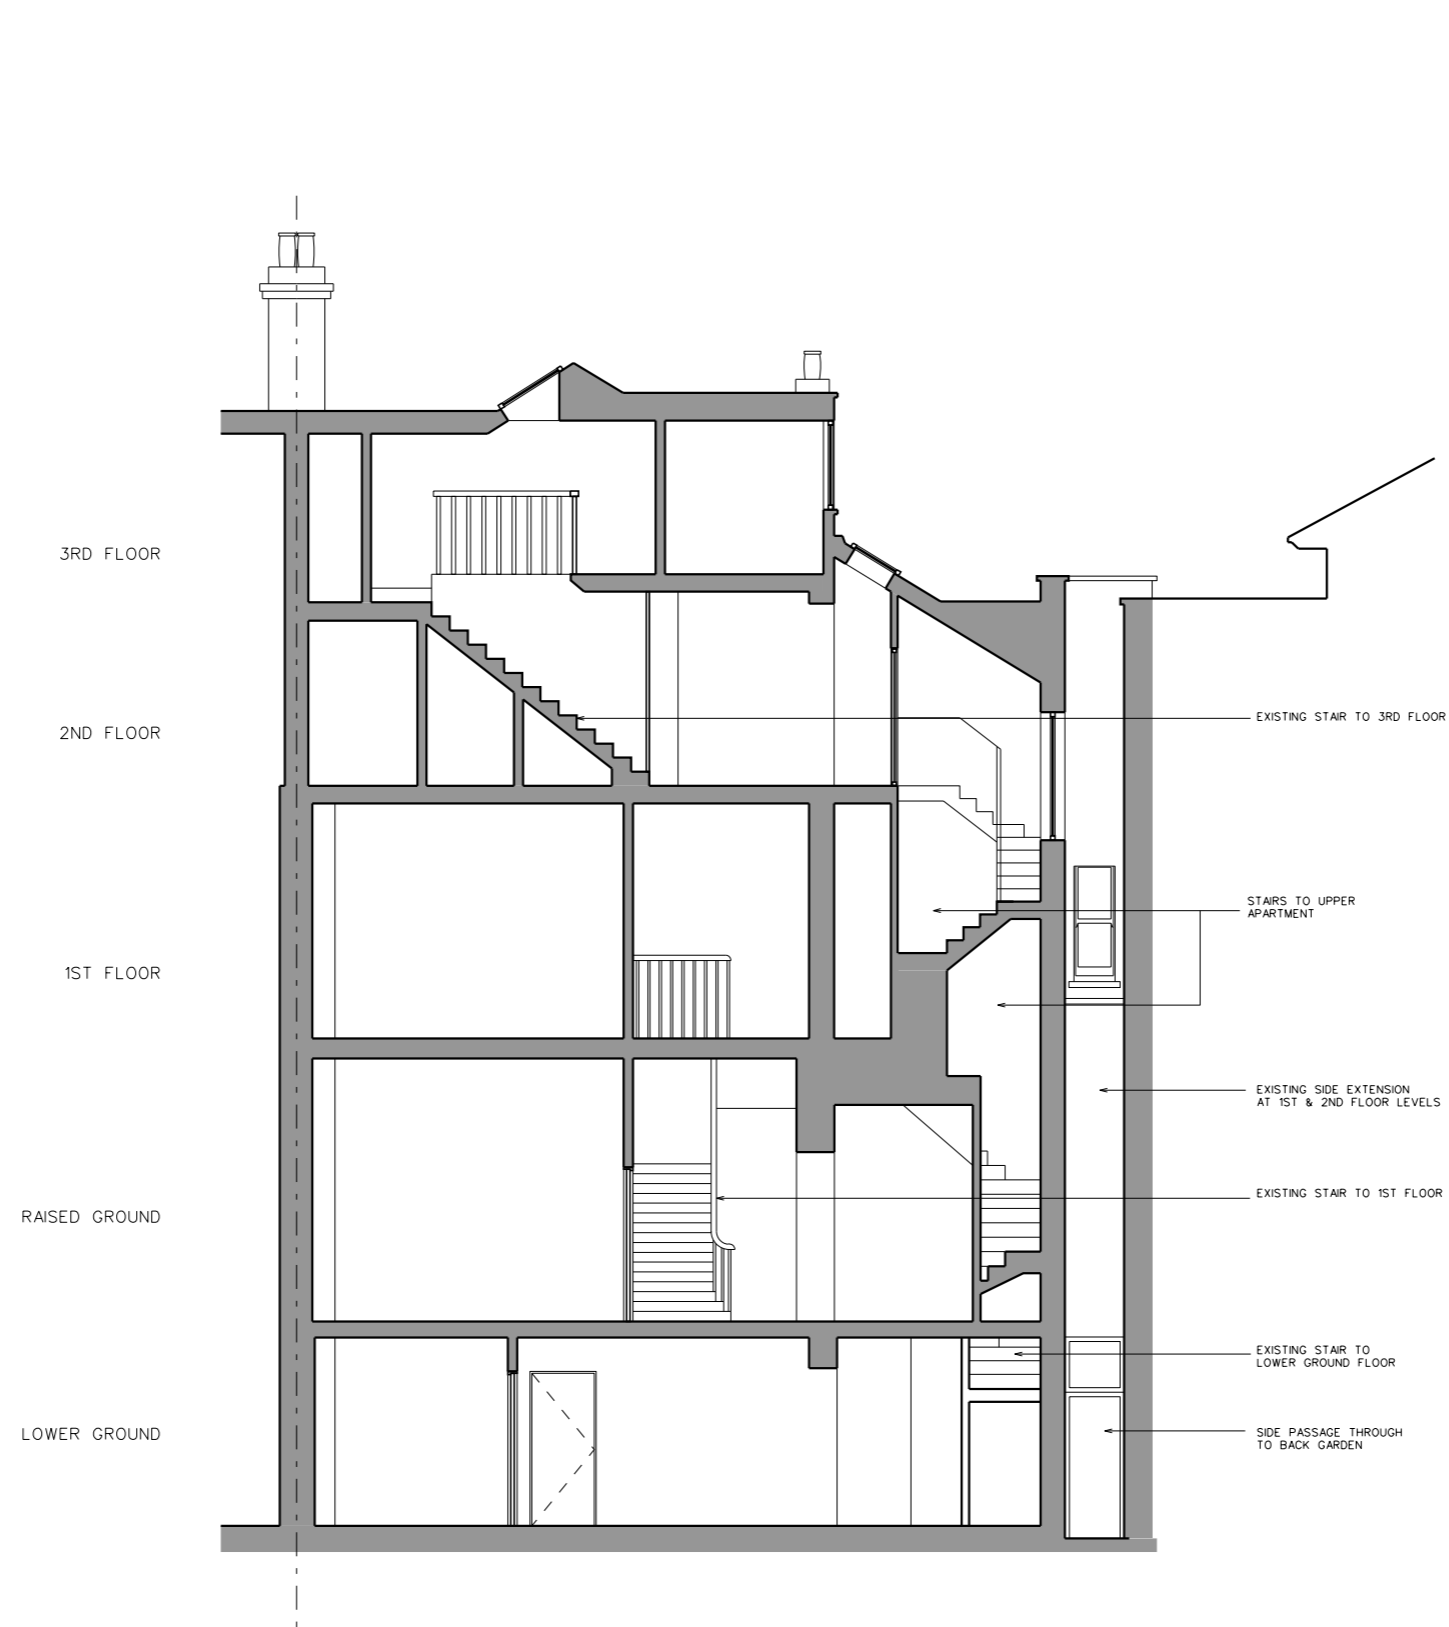 3RD FLOOR
2ND FLOOR
EXISTING STAIR TO 3RD FLOOR
STAIRS TO UPPER
APARTMENT
1ST FLOOR
EXISTING SIDE EXTENSION
AT 1ST & 2ND FLOOR LEVELS
EXISTING STAIR TO 1ST FLOOR
RAISED GROUND
EXISTING STAIR TO
LOWER GROUND FLOOR
LOWER GROUND
SIDE PASSAGE THROUGH
TO BACK GARDEN